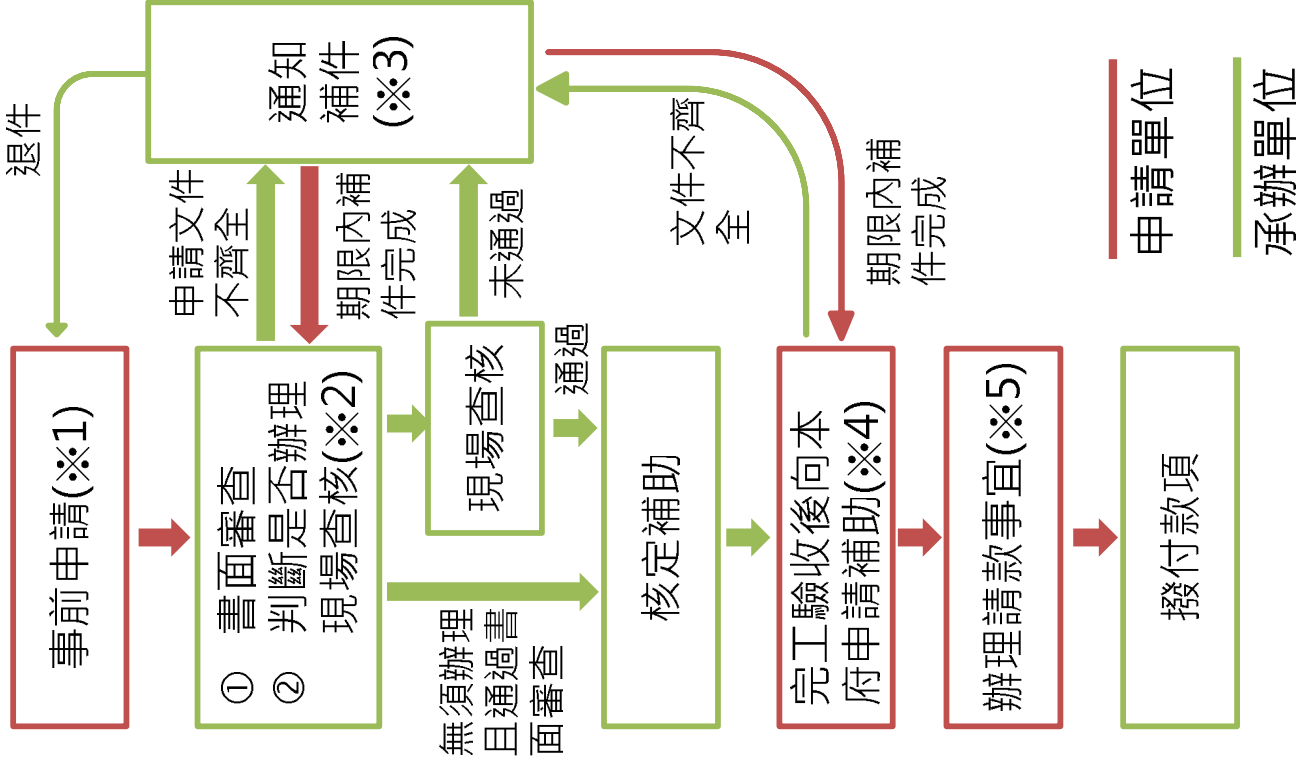 事前申請(※1)
① 書面審查
② 判斷是否辦理
現場查核(※2)
現場查核
核定補助
完工驗收後向本
府申請補助(※4)
辦理請款事宜(※5)
撥付款項
通知
補件
(※3)
退件
申請文件
不齊全
期限內補
件完成
未通過
通過
無須辦理
且通過書
面審查
文件不齊
全
期限內補
件完成
申請單位
承辦單位